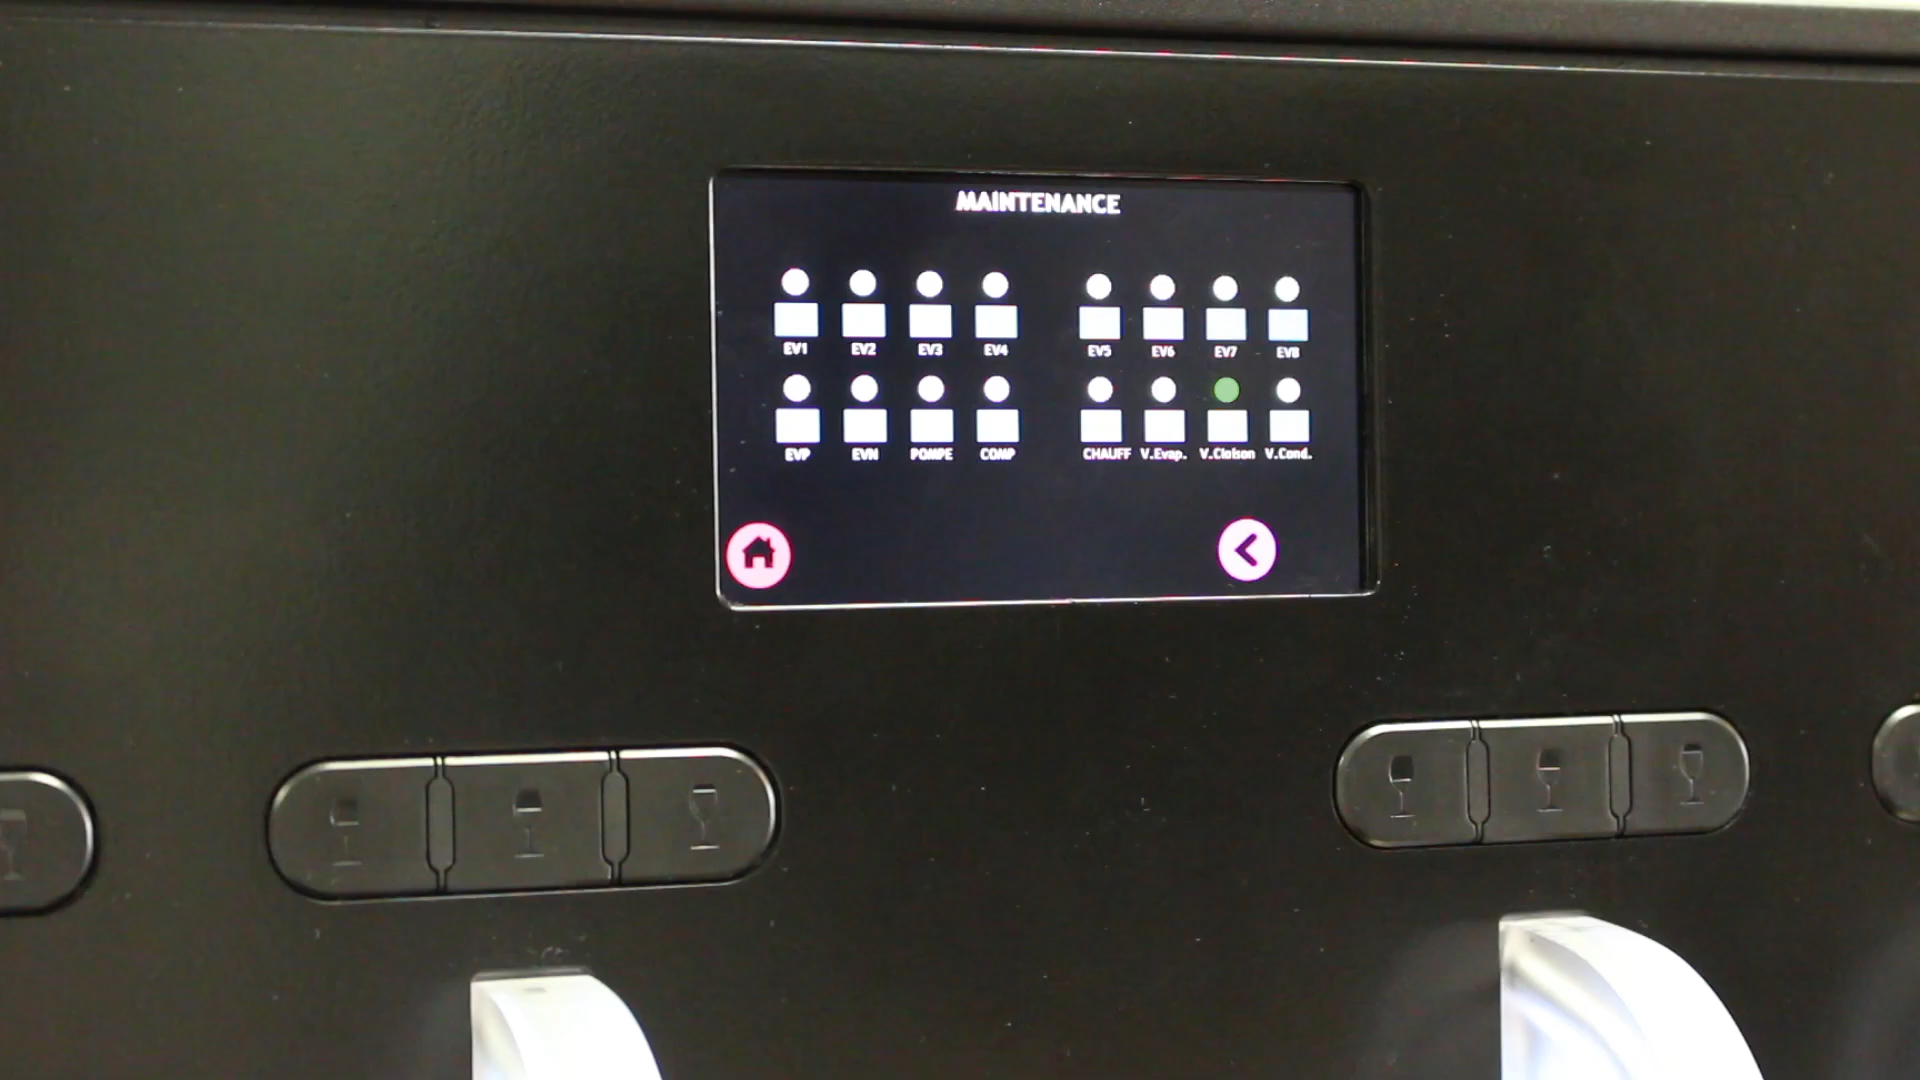 MAINTENANCE
EV1 EV2 EV3 EV4 EV5 EV6 EV7 EV8
EVP EVN POMPE COMP CHAUFF V.Evap. V.Cloison V.Cond.